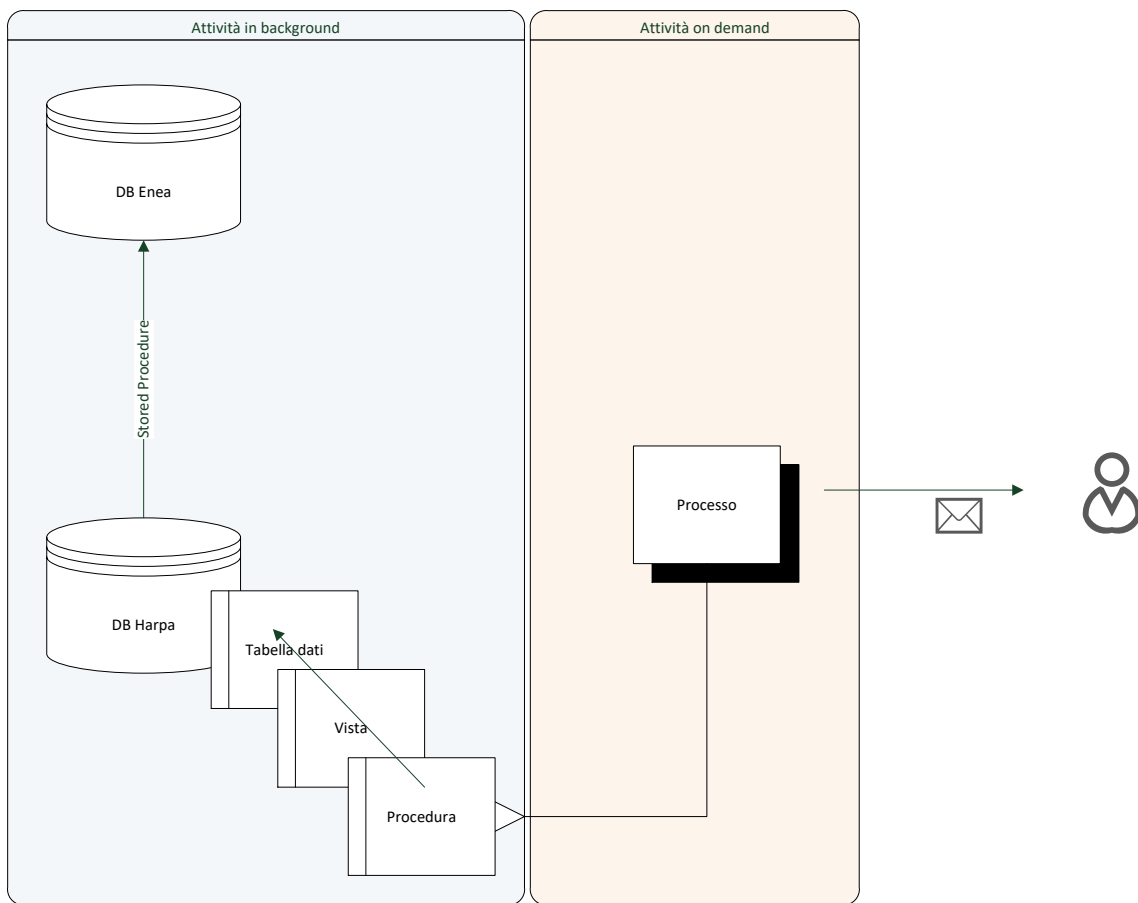 Attività in background
Attività on demand
DB Enea
Stored Procedure
DB Harpa
Tabella dati
Vista
Procedura
Processo